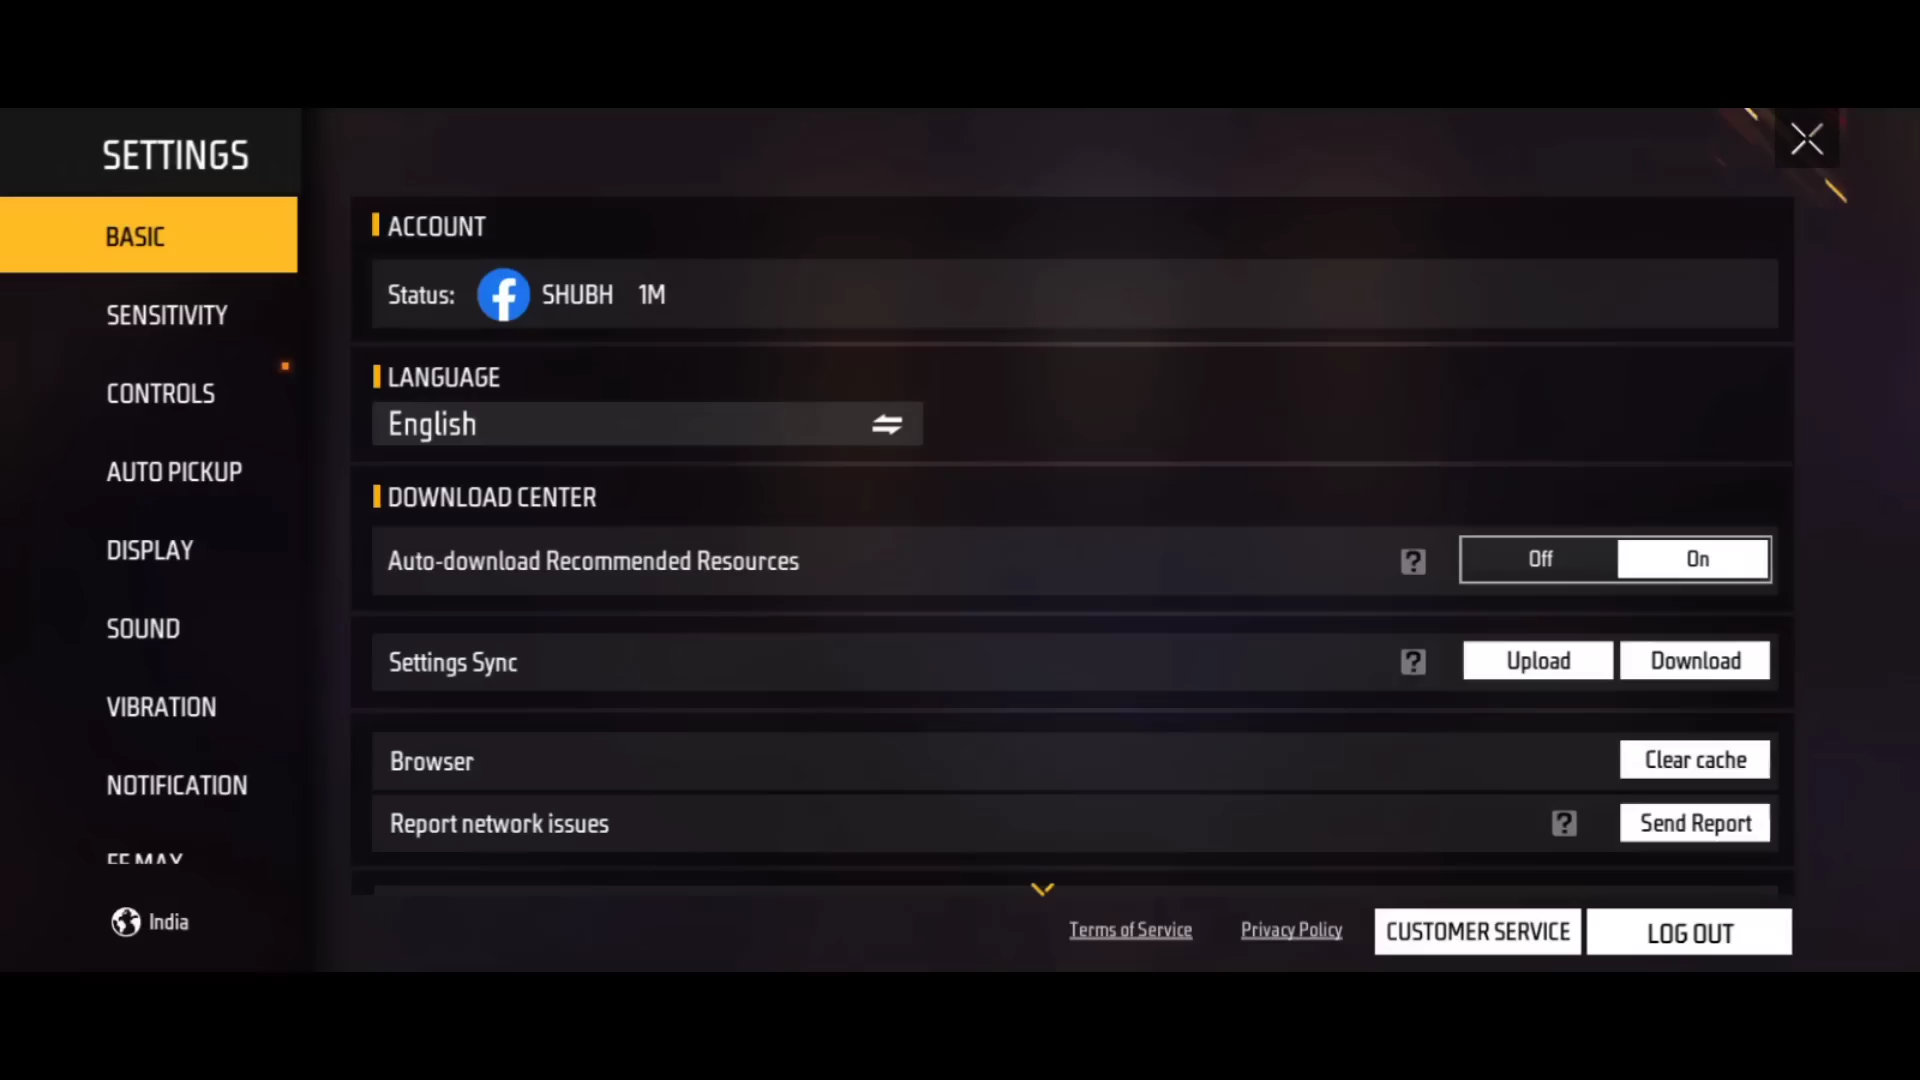 SETTINGS
BASIC
SENSITIVITY
CONTROLS
AUTO PICKUP
DISPLAY
SOUND
VIBRATION
NOTIFICATION
FF MAX
India
ACCOUNT
Status: SHUBH 1M
LANGUAGE
English
DOWNLOAD CENTER
Auto-download Recommended Resources ? Off On
Settings Sync ? Upload Download
Browser Clear cache
Report network issues ? Send Report
Terms of Service Privacy Policy CUSTOMER SERVICE LOG OUT